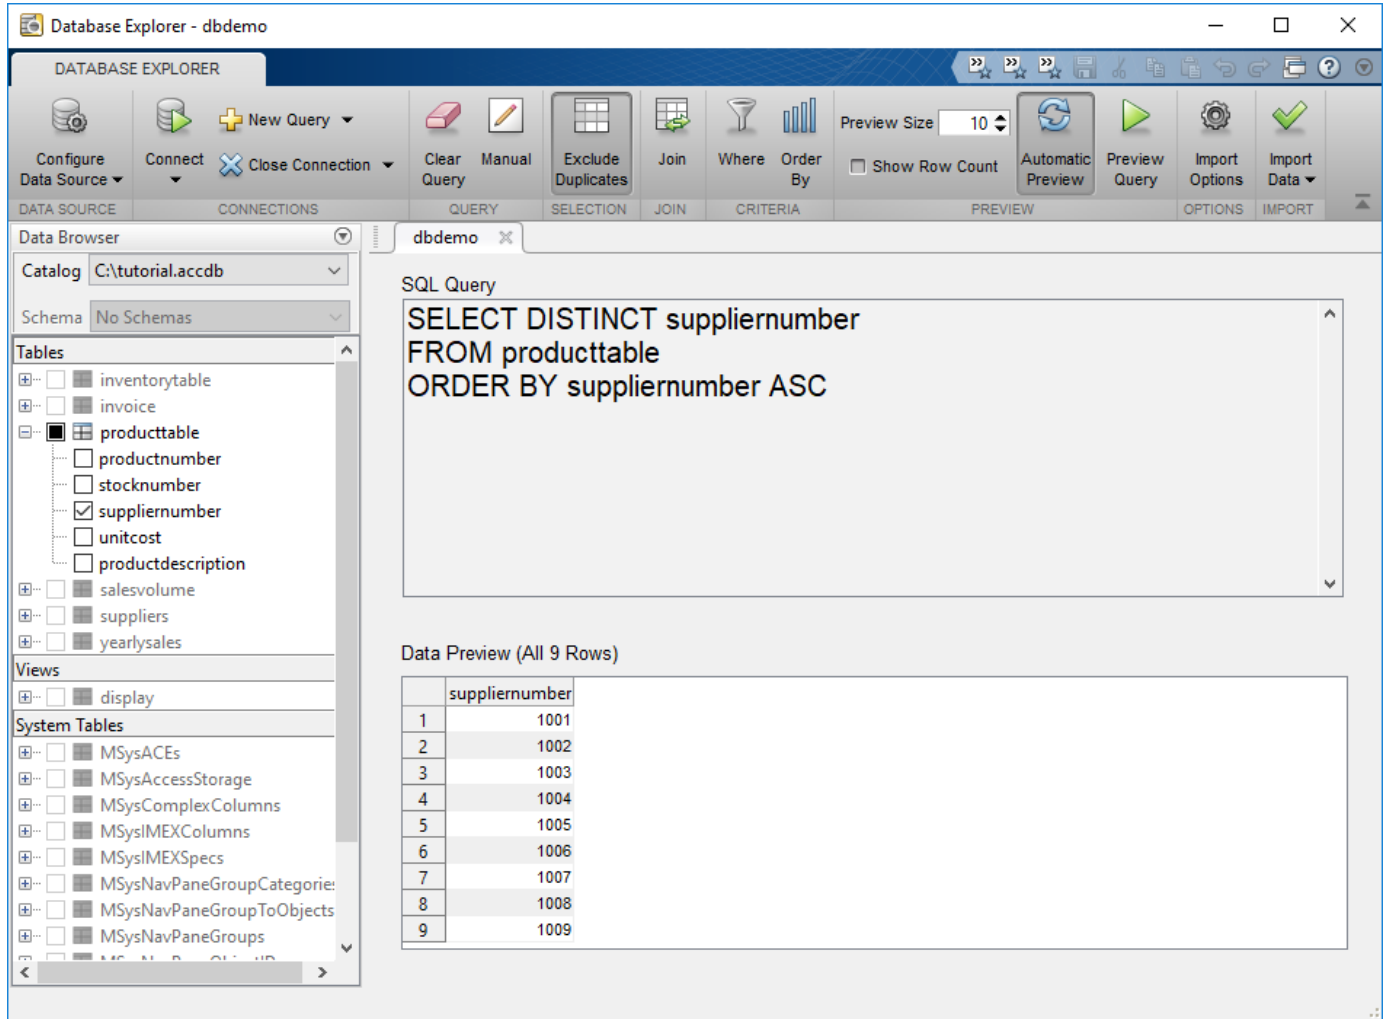 Database Explorer - dbdemo
DATABASE EXPLORER
Configure Data Source
Connect
New Query
Close Connection
Clear Query
Manual
Exclude Duplicates
Join
Where
Order By
Preview Size 10
Show Row Count
Automatic Preview
Preview Query
Import Options
Import Data
DATA SOURCE
CONNECTIONS
QUERY
SELECTION
JOIN
CRITERIA
PREVIEW
OPTIONS
IMPORT
Data Browser
Catalog C:\tutorial.accdb
Schema No Schemas
Tables
inventorytable
invoice
producttable
productnumber
stocknumber
suppliernumber
unitcost
productdescription
salesvolume
suppliers
yearlysales
Views
display
System Tables
MSysACEs
MSysAccessStorage
MSysComplexColumns
MSysIMEXColumns
MSysIMEXSpecs
MSysNavPaneGroupCategories
MSysNavPaneGroupToObjects
MSysNavPaneGroups
dbdemo
SQL Query
SELECT DISTINCT suppliernumber
FROM producttable
ORDER BY suppliernumber ASC
Data Preview (All 9 Rows)
suppliernumber
1 1001
2 1002
3 1003
4 1004
5 1005
6 1006
7 1007
8 1008
9 1009